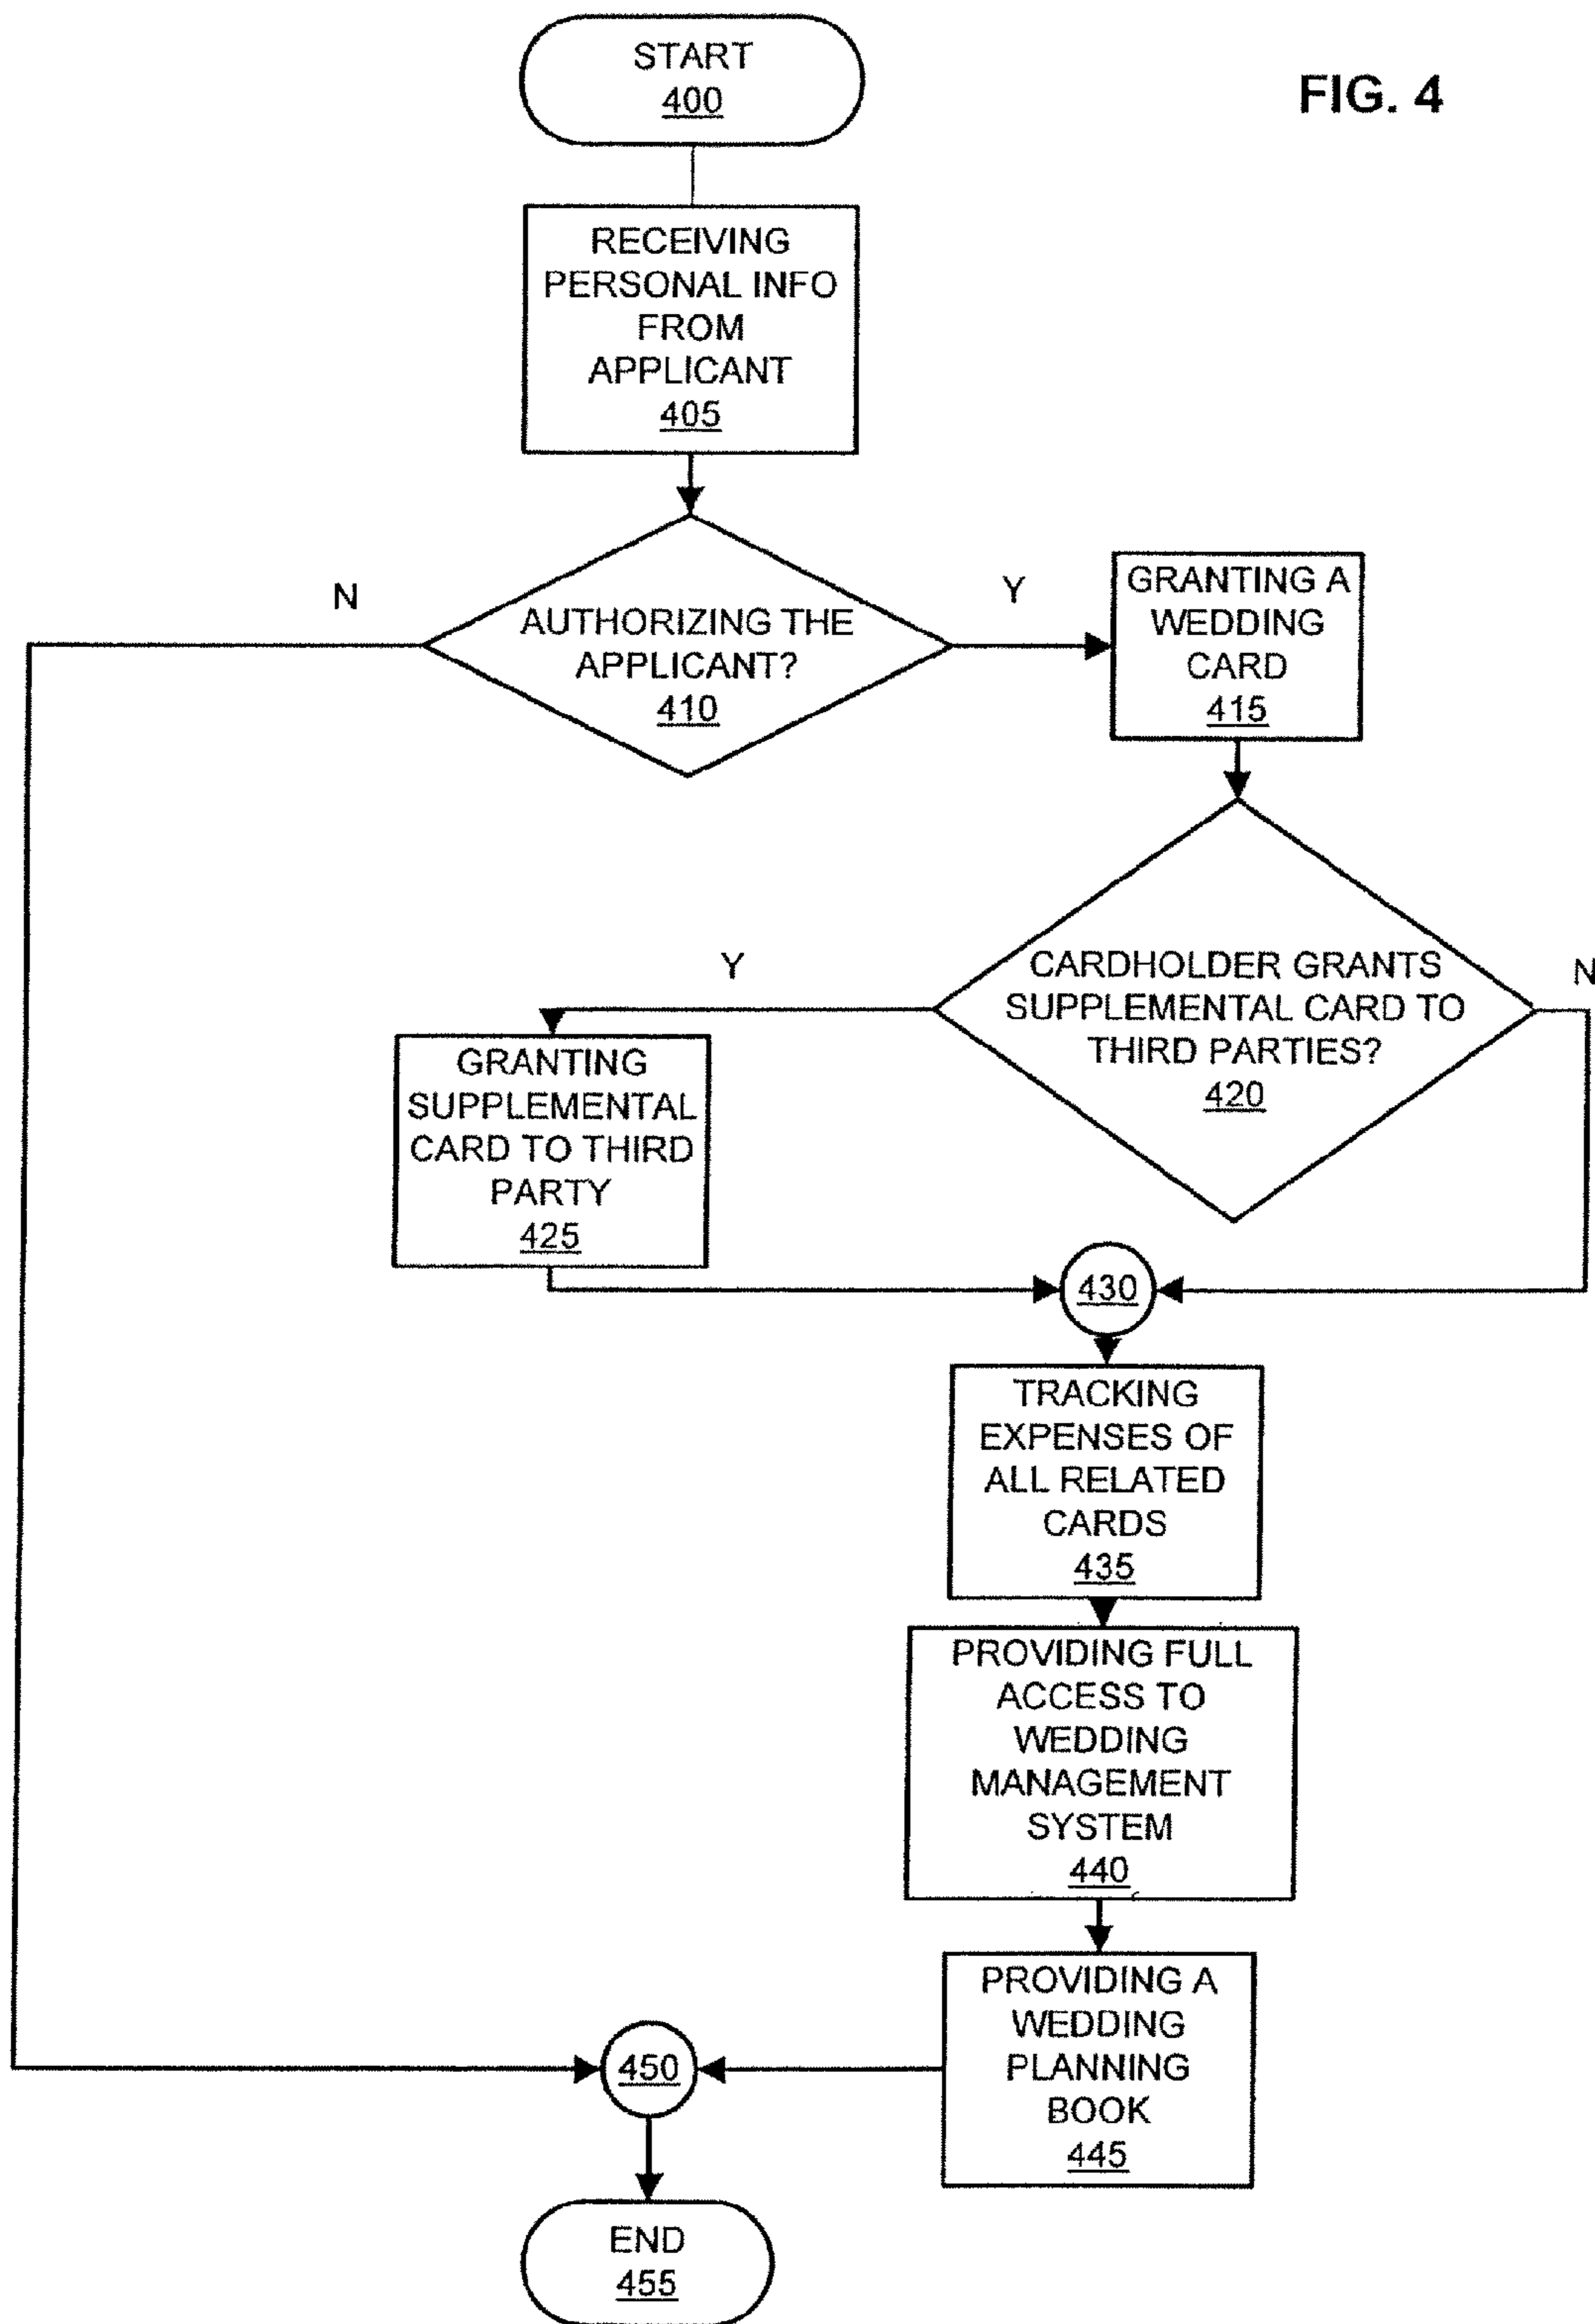 START
400
FIG. 4
RECEIVING
PERSONAL INFO
FROM
APPLICANT
405
N
AUTHORIZING THE
APPLICANT?
410
Y
GRANTING A
WEDDING
CARD
415
Y
CARDHOLDER GRANTS
SUPPLEMENTAL CARD TO
THIRD PARTIES?
420
N
GRANTING
SUPPLEMENTAL
CARD TO THIRD
PARTY
425
430
TRACKING
EXPENSES OF
ALL RELATED
CARDS
435
PROVIDING FULL
ACCESS TO
WEDDING
MANAGEMENT
SYSTEM
440
PROVIDING A
WEDDING
PLANNING
BOOK
445
450
END
455